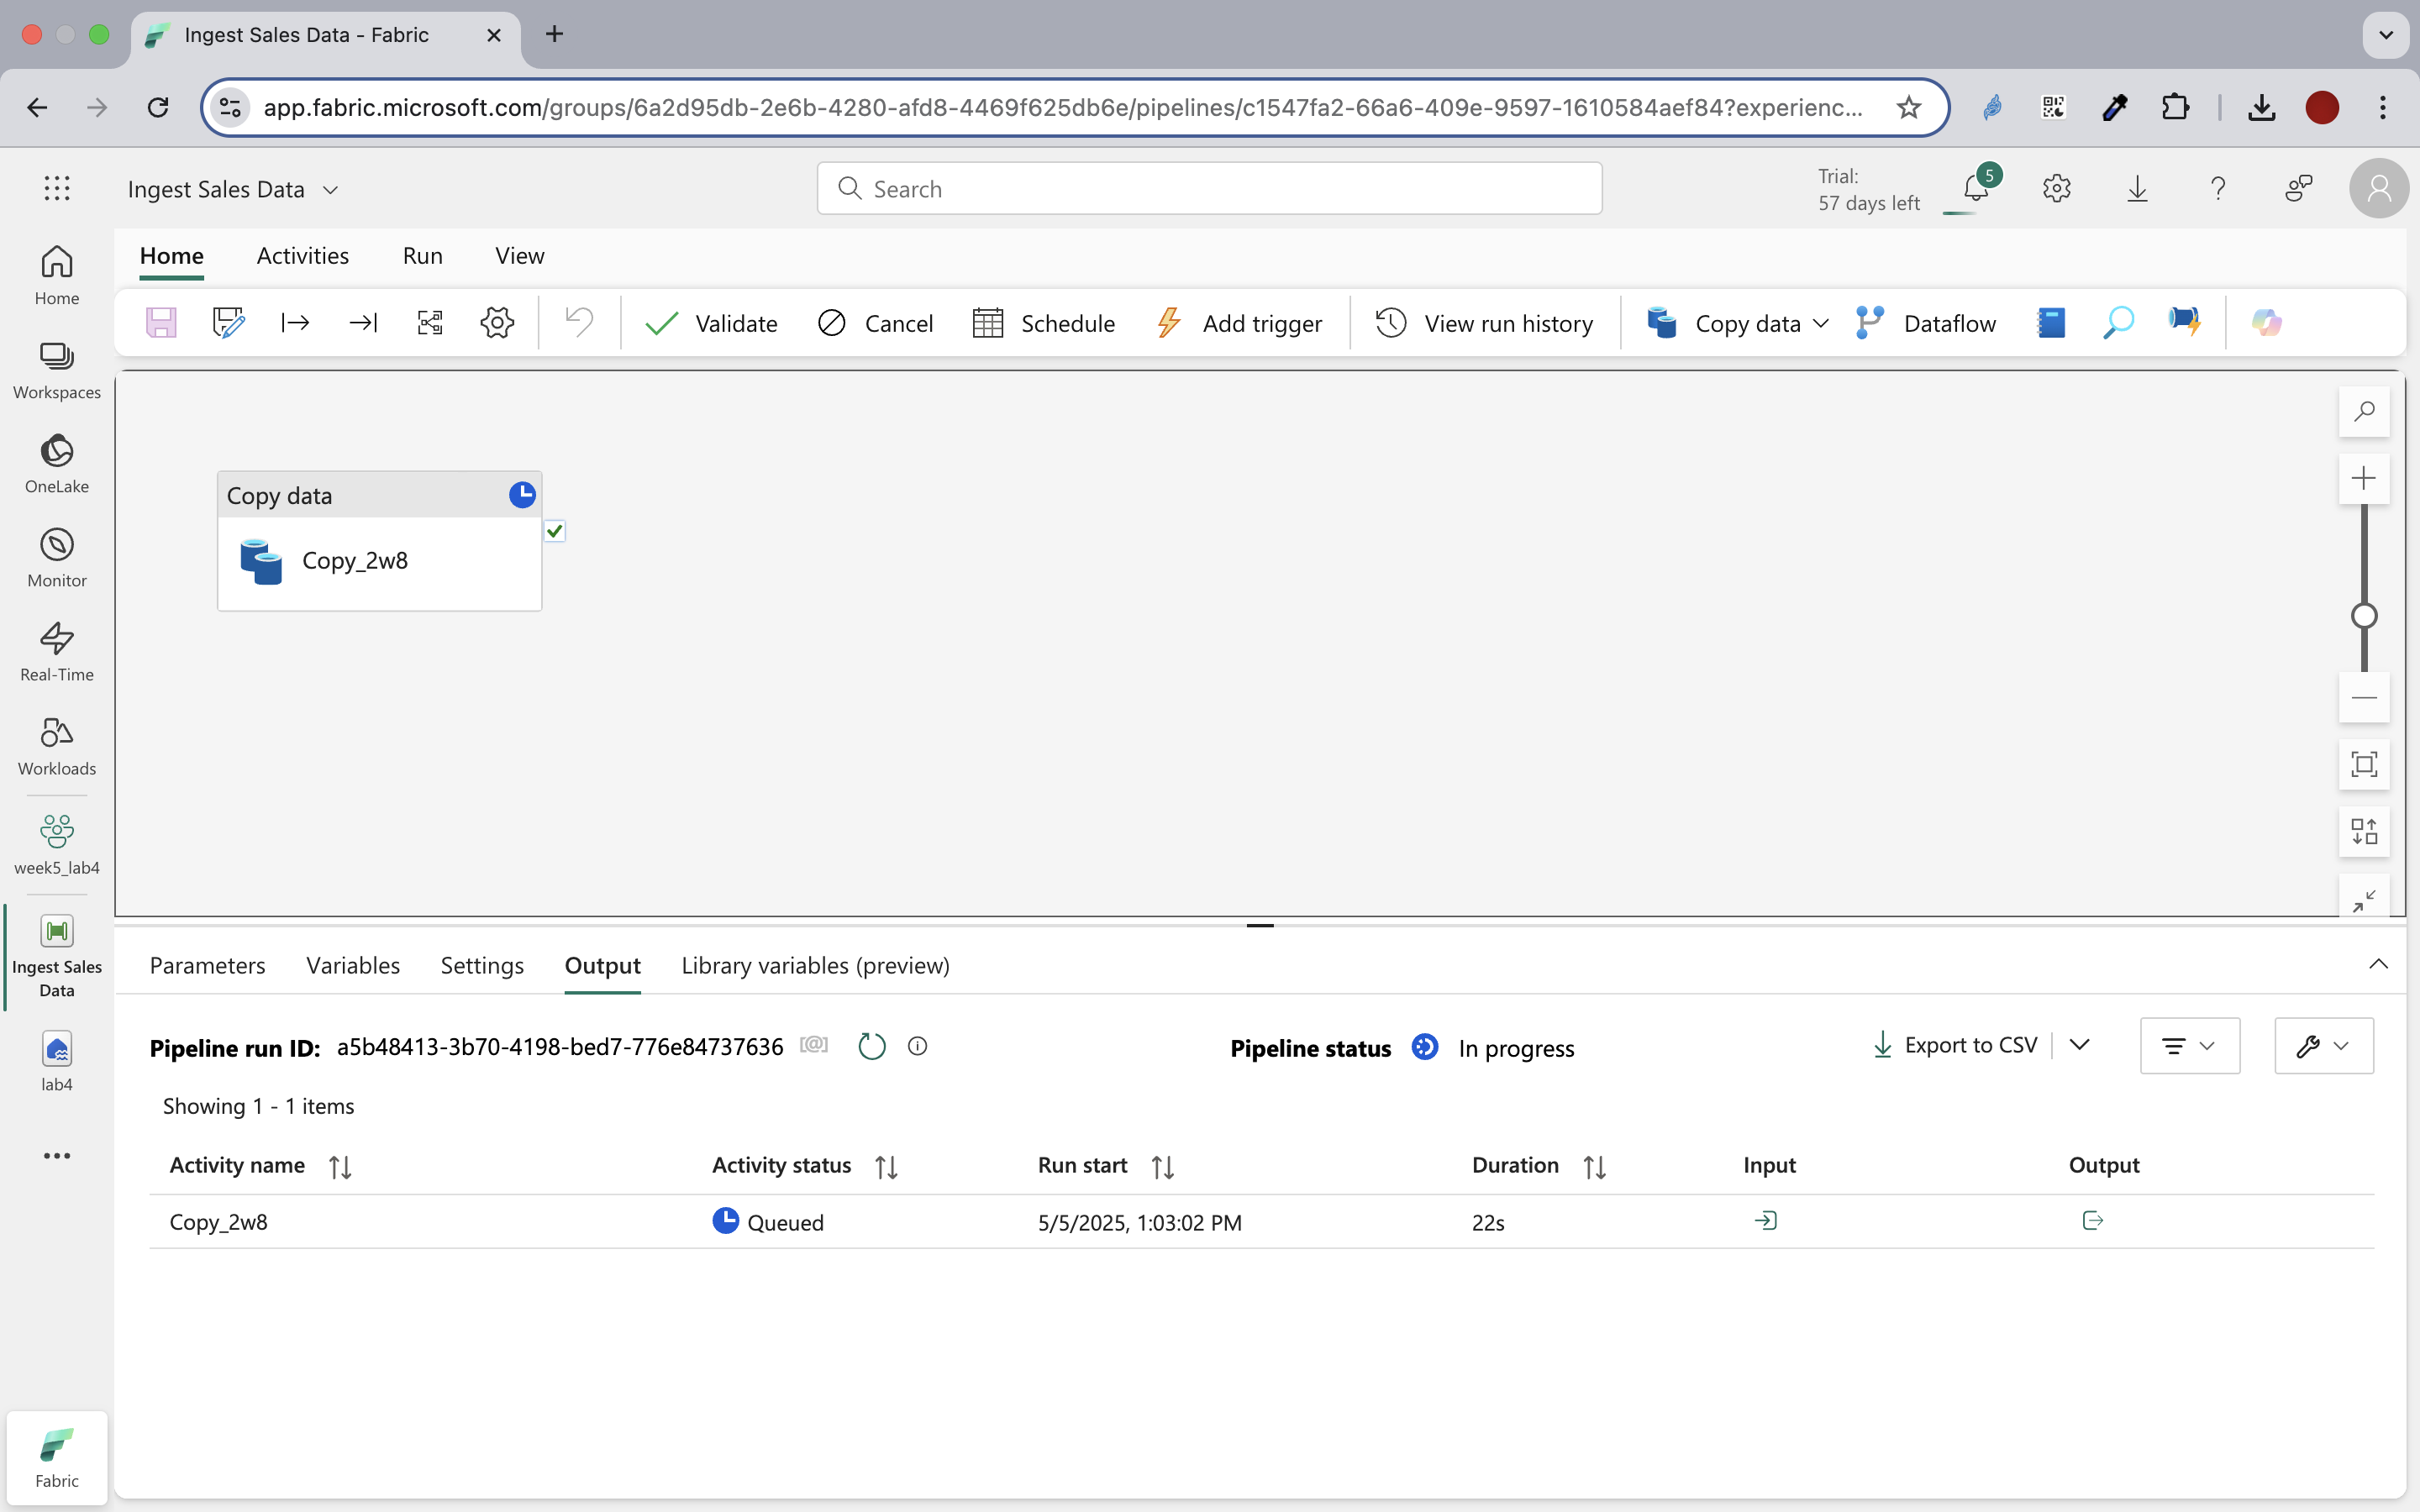 Ingest Sales Data - Fabric
app.fabric.microsoft.com/groups/6a2d95db-2e6b-4280-afd8-4469f625db6e/pipelines/c1547fa2-66a6-409e-9597-1610584aef84?experienc...
Ingest Sales Data
Search
Trial:
57 days left
5
Home
Activities
Run
View
Validate
Cancel
Schedule
Add trigger
View run history
Copy data
Dataflow
Home
Workspaces
OneLake
Monitor
Real-Time
Workloads
week5_lab4
Ingest Sales
Data
lab4
Fabric
Copy data
Copy_2w8
Parameters
Variables
Settings
Output
Library variables (preview)
Pipeline run ID: a5b48413-3b70-4198-bed7-776e84737636
Pipeline status In progress
Export to CSV
Showing 1 - 1 items
Activity name
Activity status
Run start
Duration
Input
Output
Copy_2w8
Queued
5/5/2025, 1:03:02 PM
22s